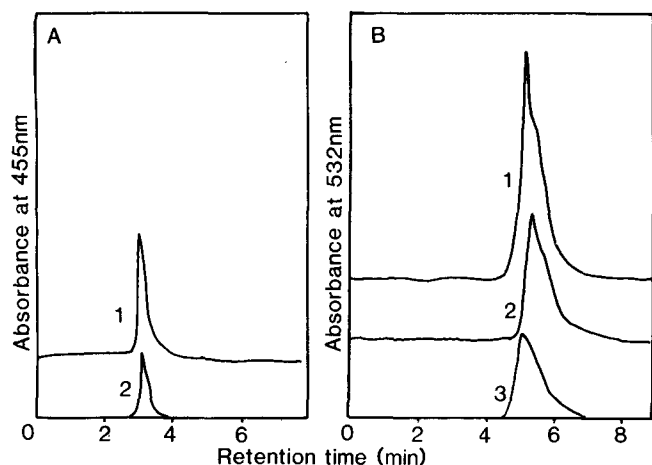 A
Absorbance at 455nm
1
2
0 2 4 6 8
B
Absorbance at 532nm
1
2
3
0 2 4 6 8
Retention time (min)